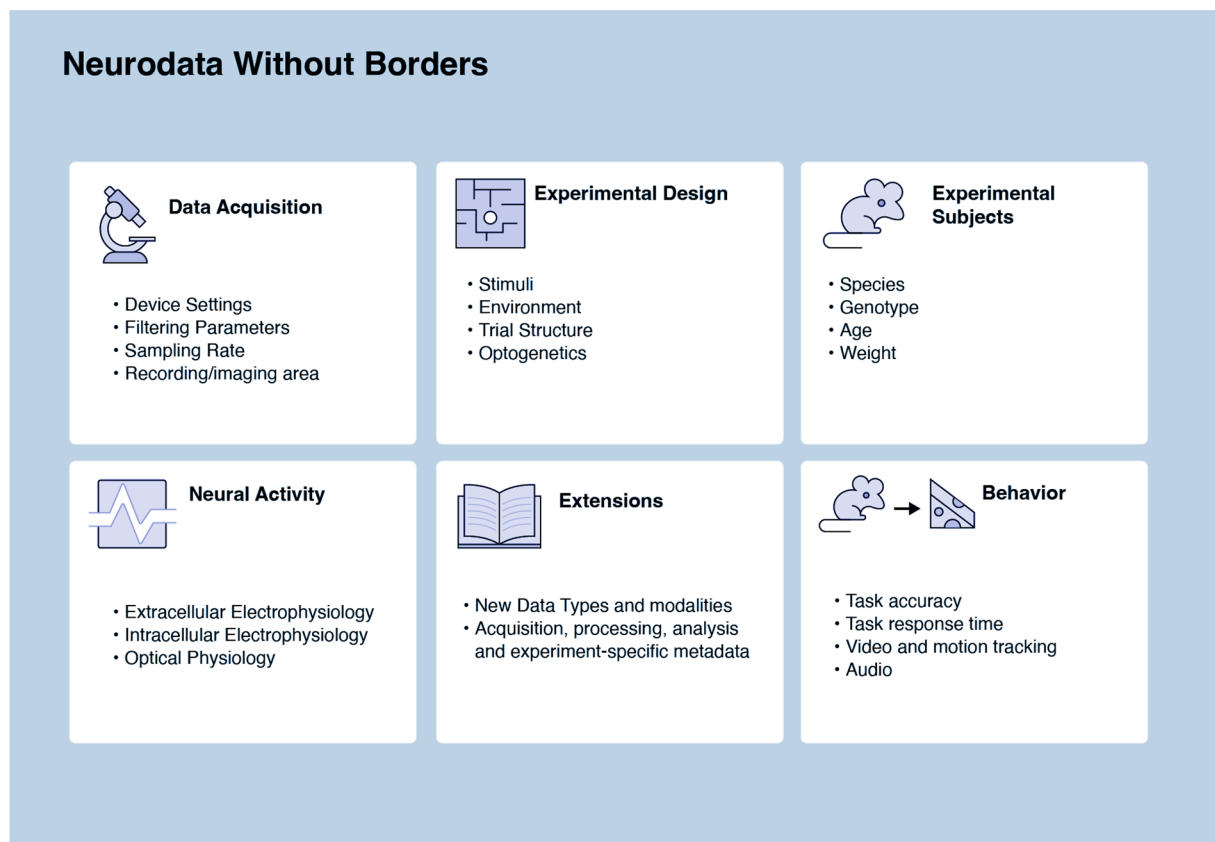 Neurodata Without Borders
Data Acquisition
• Device Settings
• Filtering Parameters
• Sampling Rate
• Recording/imaging area
Experimental Design
• Stimuli
• Environment
• Trial Structure
• Optogenetics
Experimental
Subjects
• Species
• Genotype
• Age
• Weight
Neural Activity
• Extracellular Electrophysiology
• Intracellular Electrophysiology
• Optical Physiology
Extensions
• New Data Types and modalities
• Acquisition, processing, analysis
and experiment-specific metadata
Behavior
• Task accuracy
• Task response time
• Video and motion tracking
• Audio